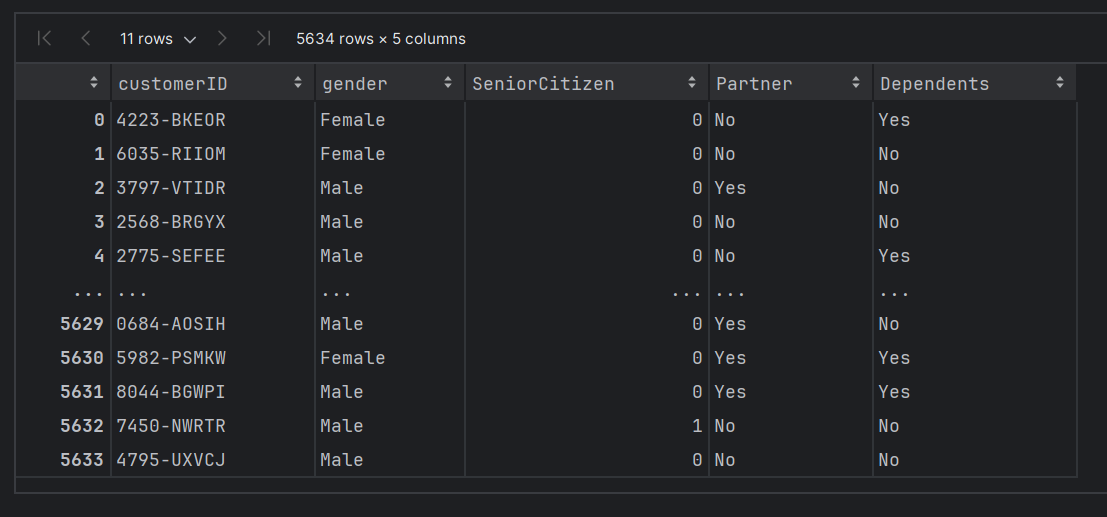 11 rows 5634 rows × 5 columns
customerID gender SeniorCitizen Partner Dependents
0 4223-BKEOR Female 0 No Yes
1 6035-RIIOM Female 0 No No
2 3797-VTIDR Male 0 Yes No
3 2568-BRGYX Male 0 No No
4 2775-SEFEE Male 0 No Yes
... ... ... ... ... ...
5629 0684-AOSIH Male 0 Yes No
5630 5982-PSMKW Female 0 Yes Yes
5631 8044-BGWPI Male 0 Yes Yes
5632 7450-NWRTR Male 1 No No
5633 4795-UXVCJ Male 0 No No